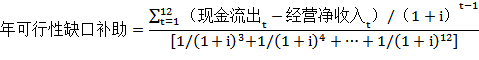 年可行性缺口补助=∑_{t=1}^{12}（现金流出_t－经营净收入_t）/（1+i）^{t-1} / [1/(1+i)^3+1/(1+i)^4+⋯+1/(1+i)^{12}]